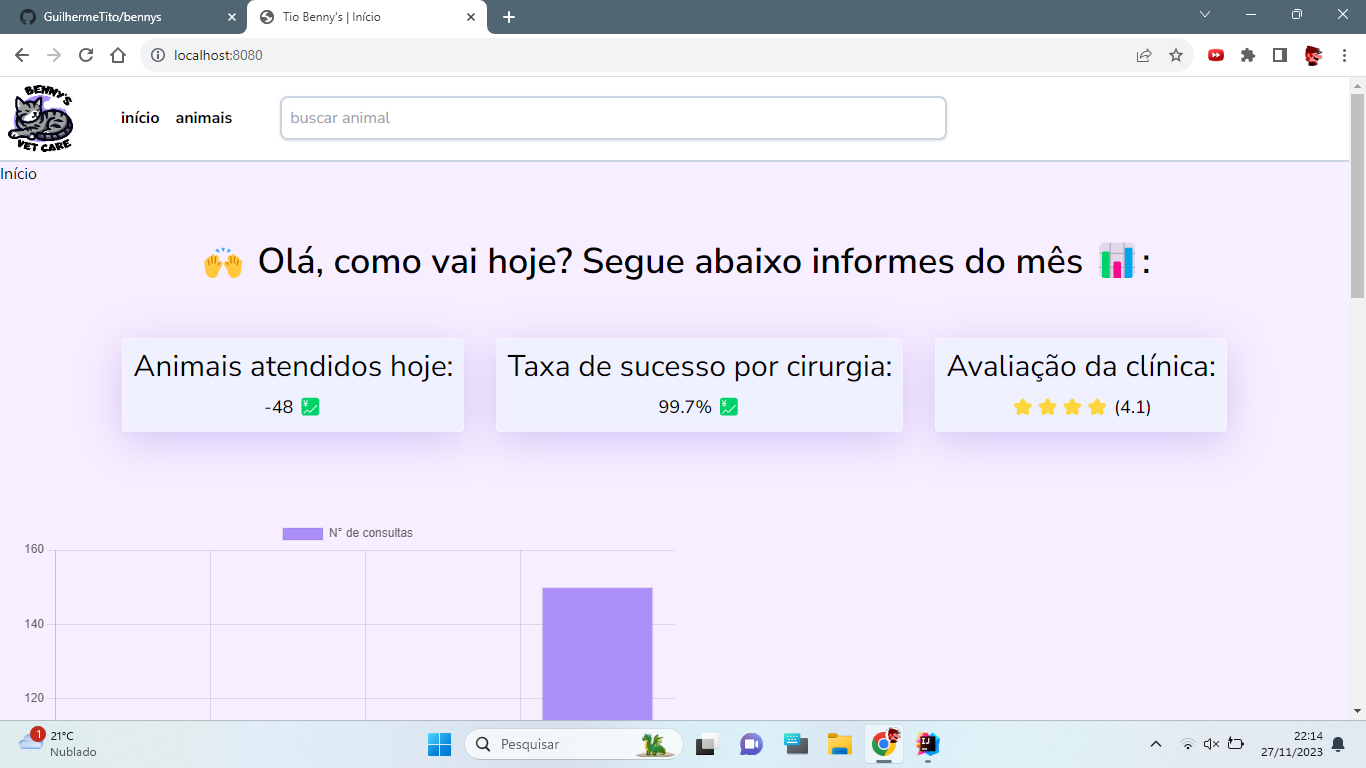 GuilhermeTito/bennys
Tio Benny's | Início
localhost:8080
BENNY'S
VET CARE
início animais
buscar animal
Início
🙌 Olá, como vai hoje? Segue abaixo informes do mês 📊 :
Animais atendidos hoje:
-48 💹
Taxa de sucesso por cirurgia:
99.7% 💹
Avaliação da clínica:
⭐ ⭐ ⭐ ⭐ (4.1)
N° de consultas
160
140
120
1
21°C
Nublado
Pesquisar
22:14
27/11/2023